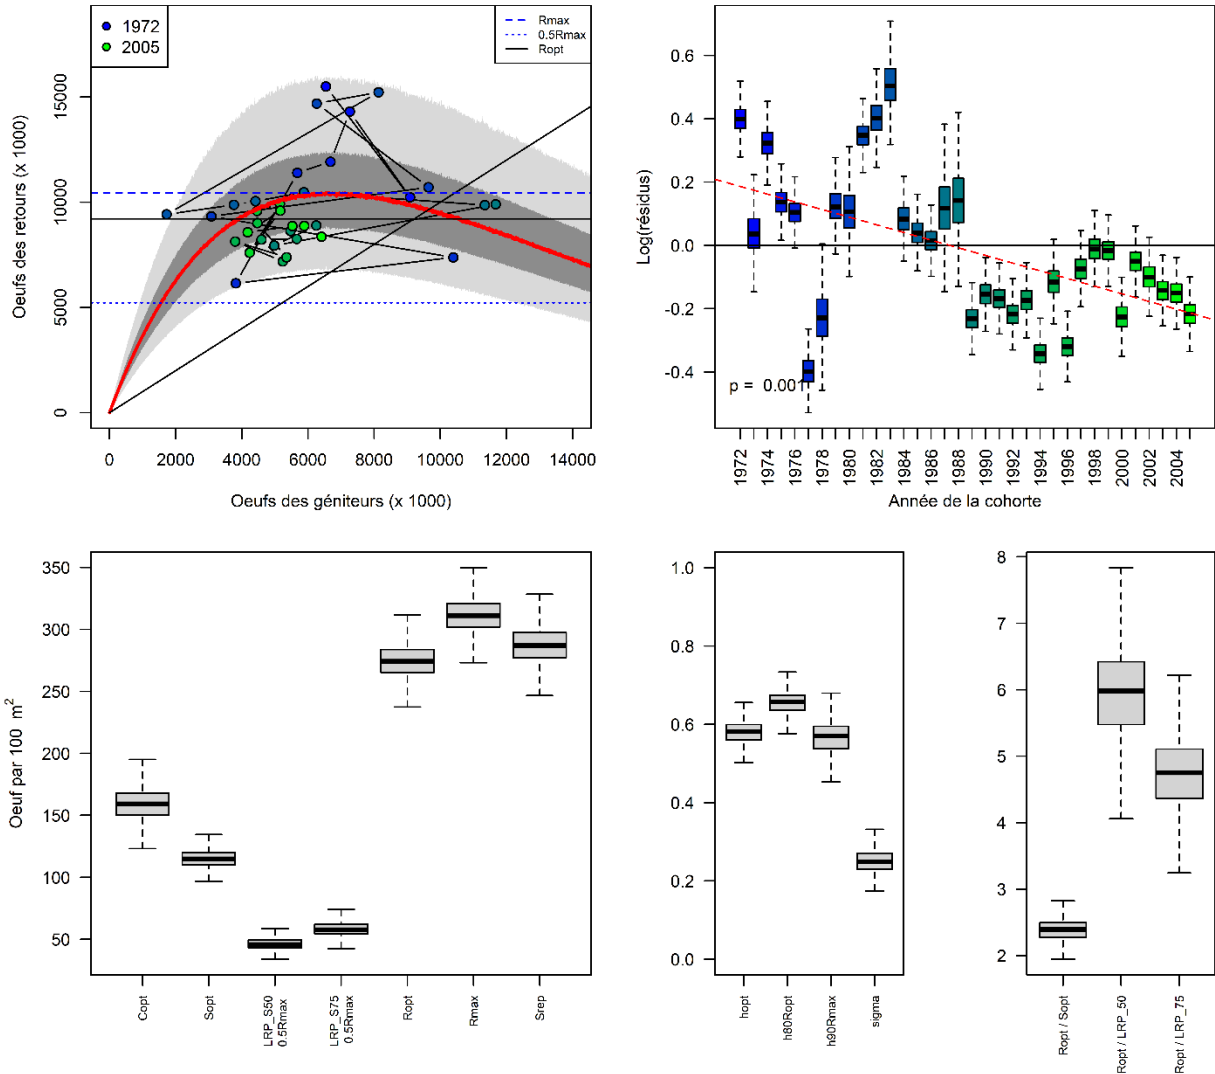 1972
2005
Rmax
0.5Rmax
Ropt
Oeufs des retours (x 1000)
0
5000
10000
15000
0
2000
4000
6000
8000
10000
12000
14000
Oeufs des géniteurs (x 1000)
Log(résidus)
0.6
0.4
0.2
0.0
-0.2
-0.4
p = 0.001
1972
1974
1976
1978
1980
1982
1984
1986
1988
1990
1992
1994
1996
1998
2000
2002
2004
Année de la cohorte
Oeuf par 100 m²
350
300
250
200
150
100
50
Copt
Sopt
LRP_S50
0.5Rmax
LRP_S75
0.5Rmax
Ropt
Rmax
Srep
1.0
0.8
0.6
0.4
0.2
0.0
hopt
h80Ropt
h90Rmax
sigma
8
7
6
5
4
3
2
Ropt / Sopt
Ropt / LRP_50
Ropt / LRP_75